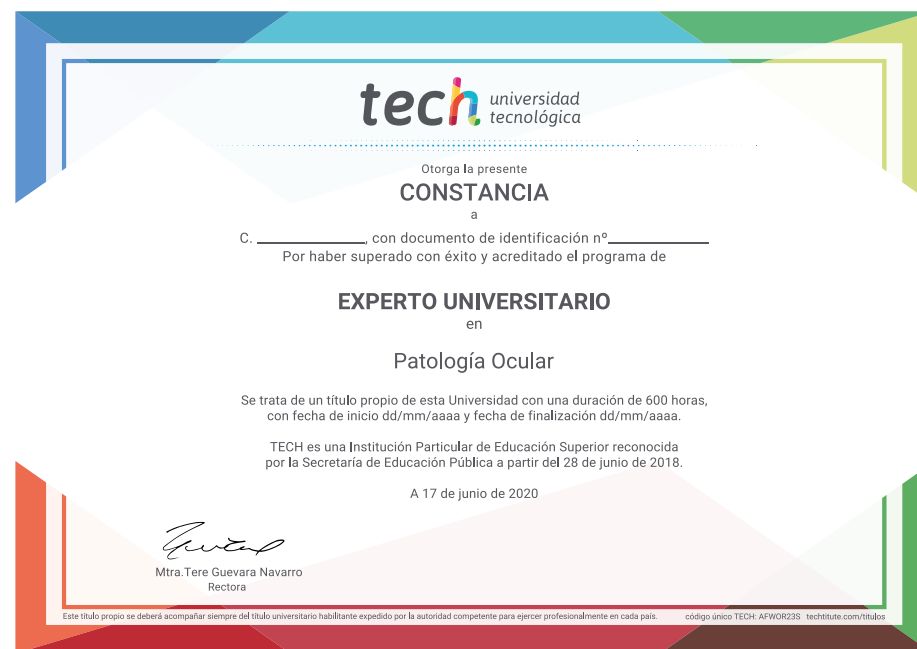 tech universidad
tecnológica
Otorga la presente
CONSTANCIA
a
C. ______________, con documento de identificación nº_____________
Por haber superado con éxito y acreditado el programa de
EXPERTO UNIVERSITARIO
en
Patología Ocular
Se trata de un título propio de esta Universidad con una duración de 600 horas,
con fecha de inicio dd/mm/aaaa y fecha de finalización dd/mm/aaaa.
TECH es una Institución Particular de Educación Superior reconocida
por la Secretaría de Educación Pública a partir del 28 de junio de 2018.
A 17 de junio de 2020
Mtra.Tere Guevara Navarro
Rectora
Este título propio se deberá acompañar siempre del título universitario habilitante expedido por la autoridad competente para ejercer profesionalmente en cada país. código único TECH: AFWOR23S techtitute.com/titulos